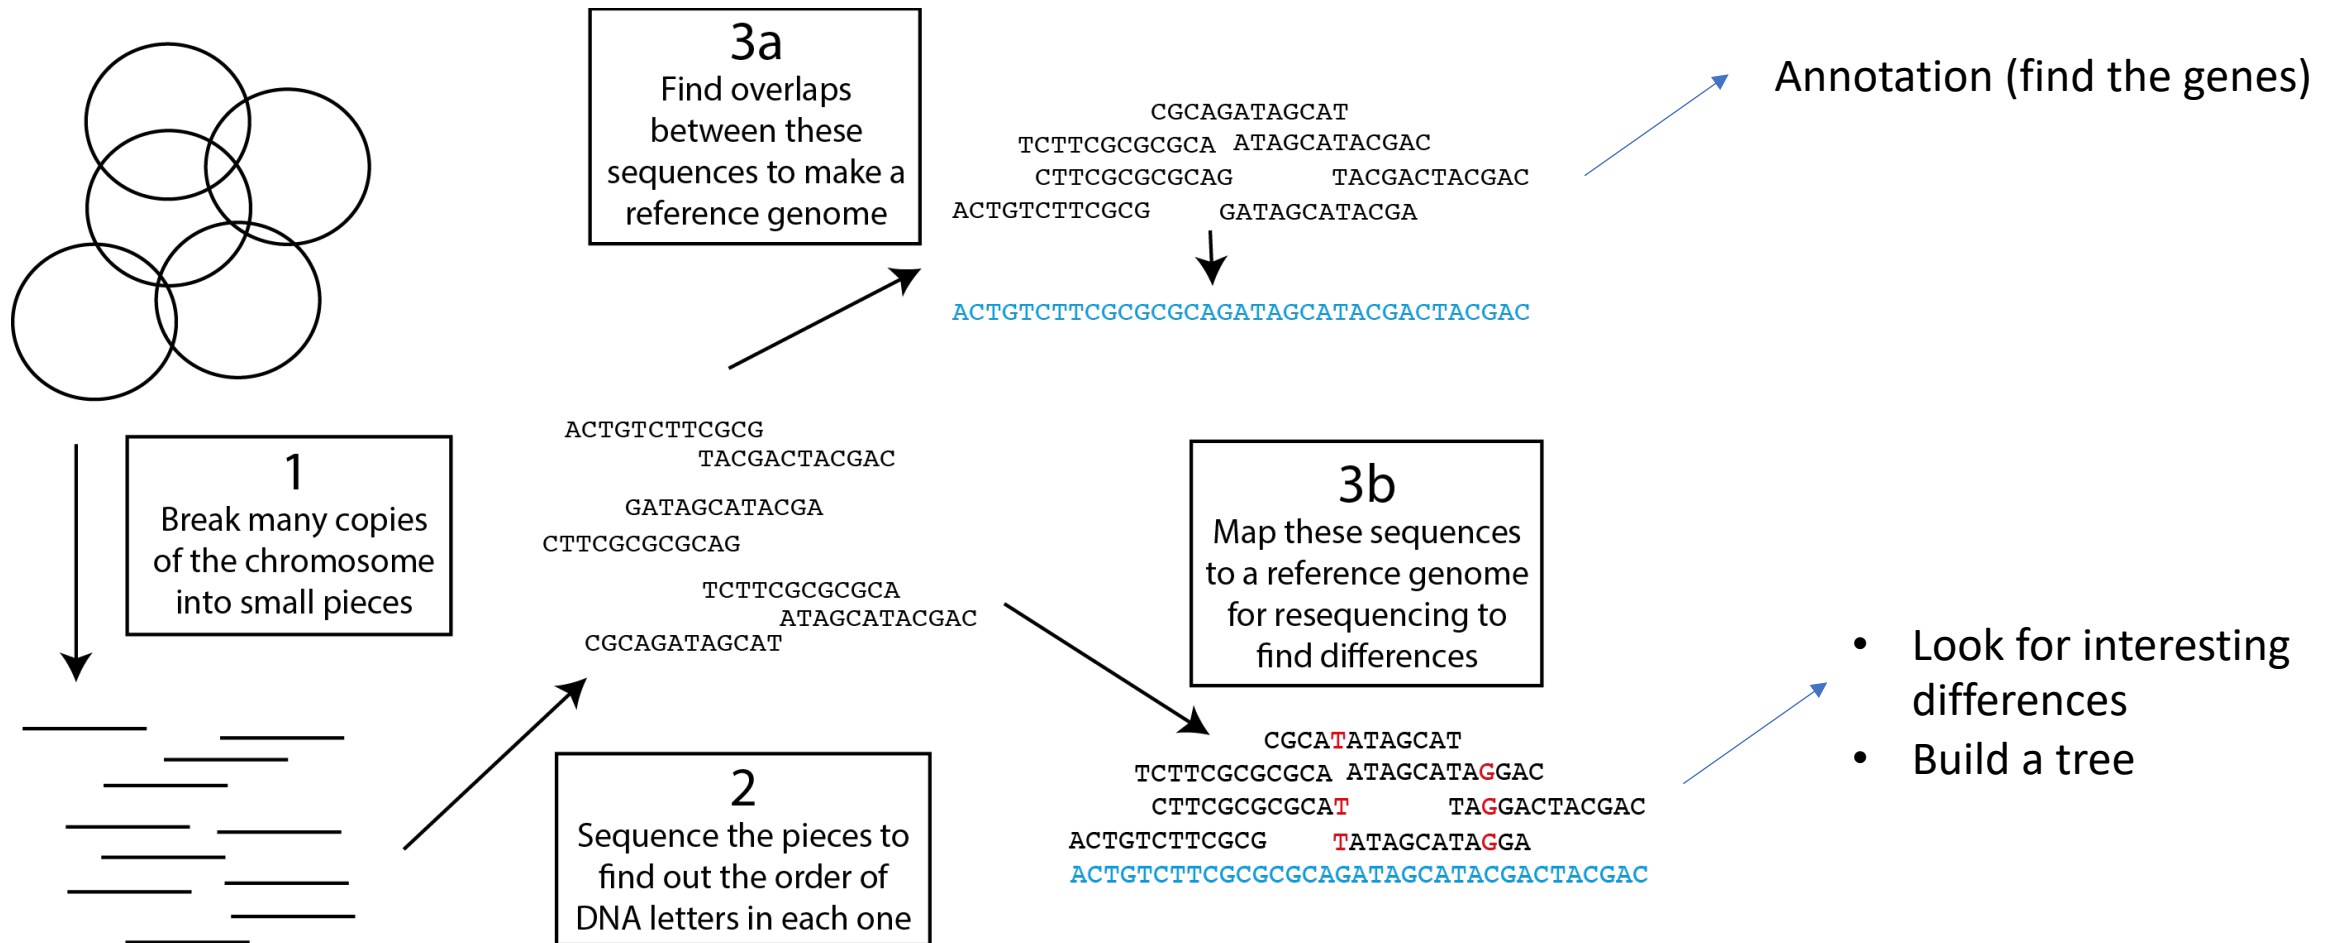 3a
Find overlaps
between these
sequences to make a
reference genome
CGCAGATAGCAT
TCTTCGCGCGCA ATAGCATACGAC
CTTCGCGCGCAG TACGACTACGAC
ACTGTCTTCGCG GATAGCATACGA
ACTGTCTTCGCGCGCAGATAGCATACGACTACGAC
Annotation (find the genes)
1
Break many copies
of the chromosome
into small pieces
ACTGTCTTCGCG
TACGACTACGAC
GATAGCATACGA
CTTCGCGCGCAG
TCTTCGCGCGCA
ATAGCATACGAC
CGCAGATAGCAT
2
Sequence the pieces to
find out the order of
DNA letters in each one
3b
Map these sequences
to a reference genome
for resequencing to
find differences
CGCATATAGCAT
TCTTCGCGCGCA ATAGCATAGGAC
CTTCGCGCGCAT TAGGACTACGAC
ACTGTCTTCGCG TATAGCATAGGA
ACTGTCTTCGCGCGCAGATAGCATACGACTACGAC
• Look for interesting
differences
• Build a tree